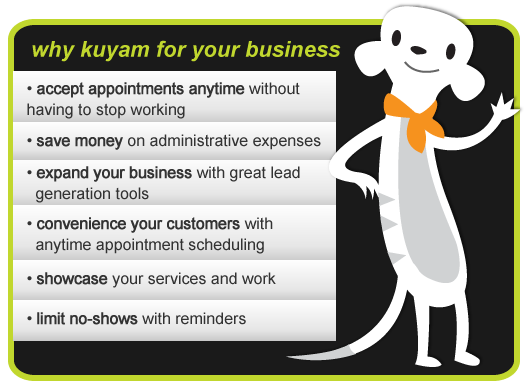 why kuyam for your business
• accept appointments anytime without
having to stop working
• save money on administrative expenses
• expand your business with great lead
generation tools
• convenience your customers with
anytime appointment scheduling
• showcase your services and work
• limit no-shows with reminders